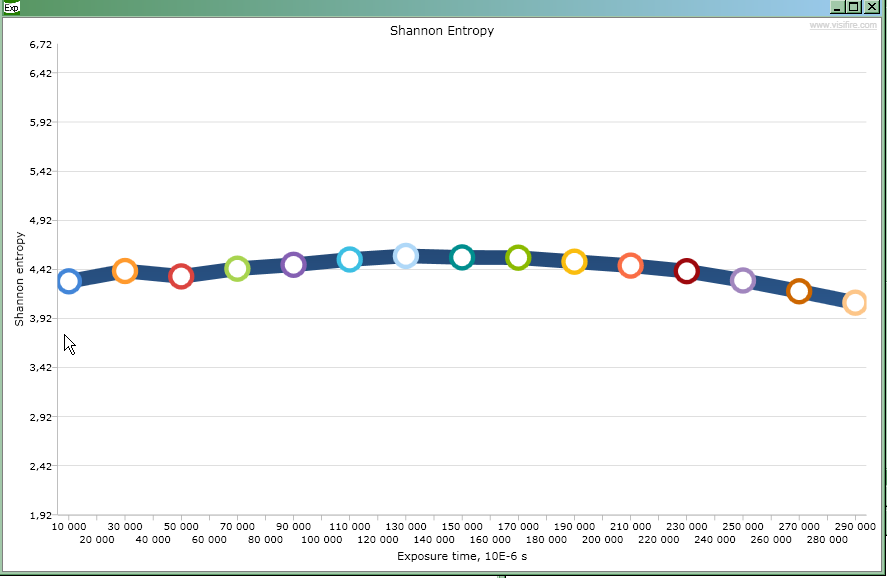 Exp
www.visifire.com
Shannon Entropy
6,72
6,42
5,92
5,42
4,92
4,42
3,92
3,42
2,92
2,42
1,92
Shannon entropy
10 000 30 000 50 000 70 000 90 000 110 000 130 000 150 000 170 000 190 000 210 000 230 000 250 000 270 000 290 000
20 000 40 000 60 000 80 000 100 000 120 000 140 000 160 000 180 000 200 000 220 000 240 000 260 000 280 000
Exposure time, 10E-6 s